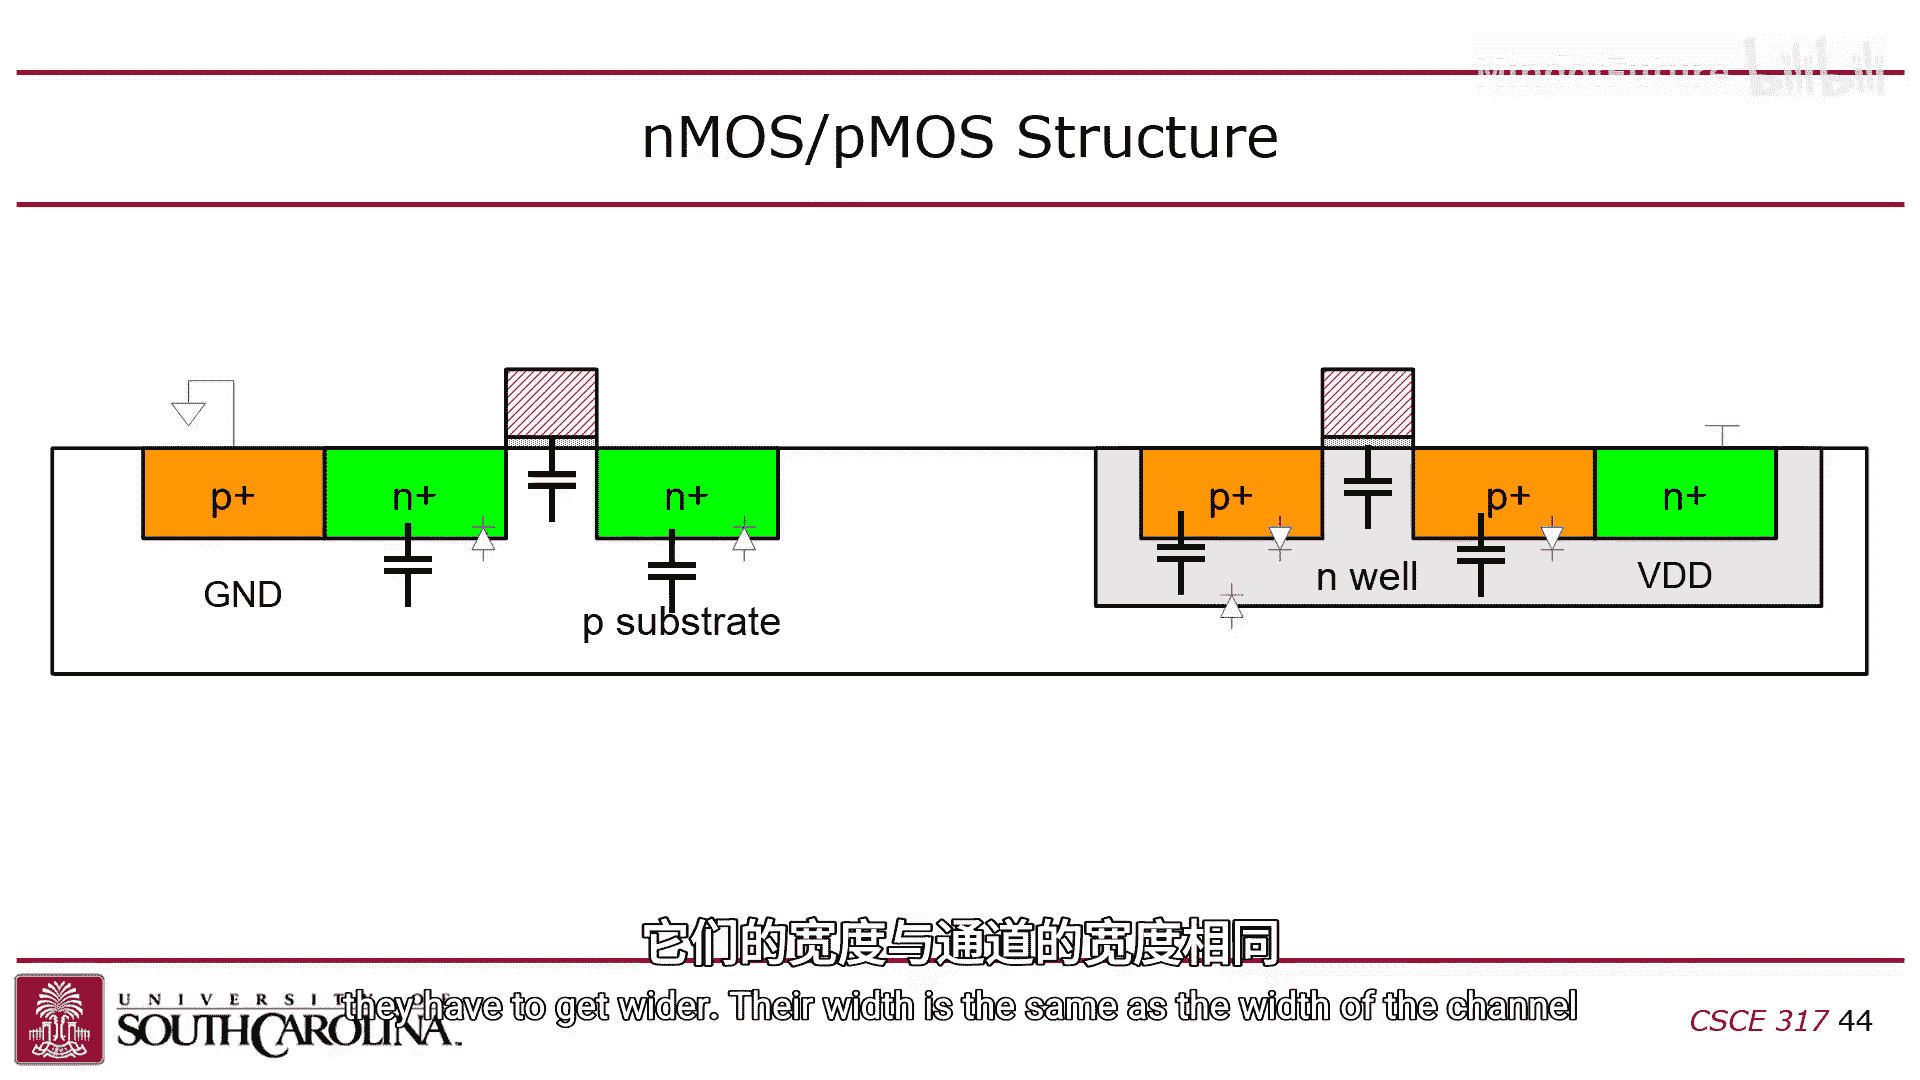 nMOS/pMOS Structure
p+
n+
n+
p+
p+
n+
GND
p substrate
n well
VDD
它们的宽度与通道的宽度相同
they have to get wider. Their width is the same as the width of the channel
UNIVERSITY OF
SOUTH CAROLINA
CSCE 317 44
bilibili